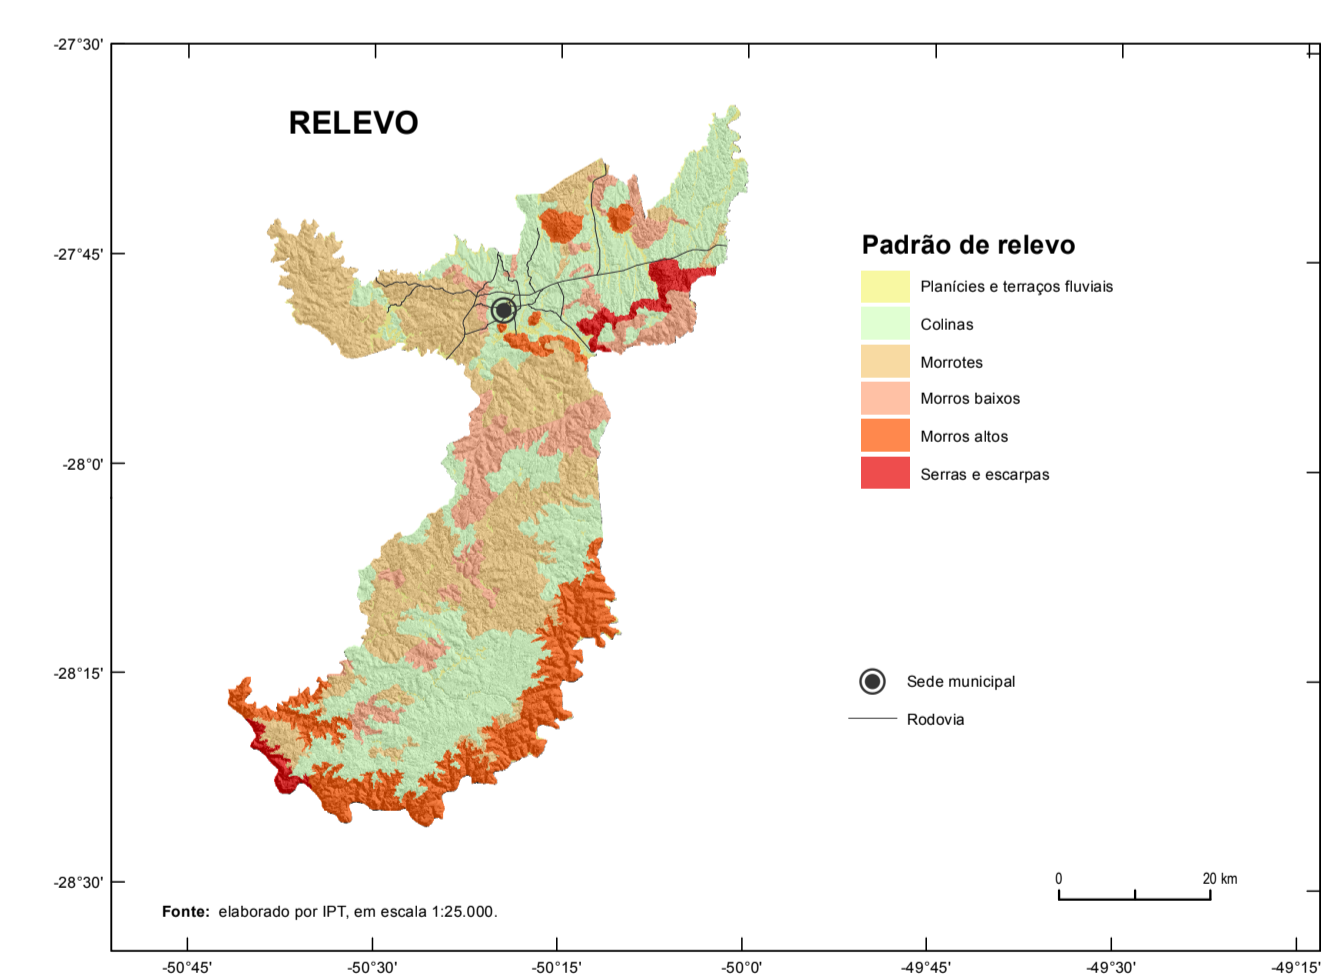 -27°30'
RELEVO
-27°45'
Padrão de relevo
Planícies e terraços fluviais
Colinas
Morrotes
Morros baixos
Morros altos
Serras e escarpas
-28°0'
-28°15'
Sede municipal
Rodovia
-28°30'
0 20 km
Fonte: elaborado por IPT, em escala 1:25.000.
-50°45' -50°30' -50°15' -50°0' -49°45' -49°30' -49°15'